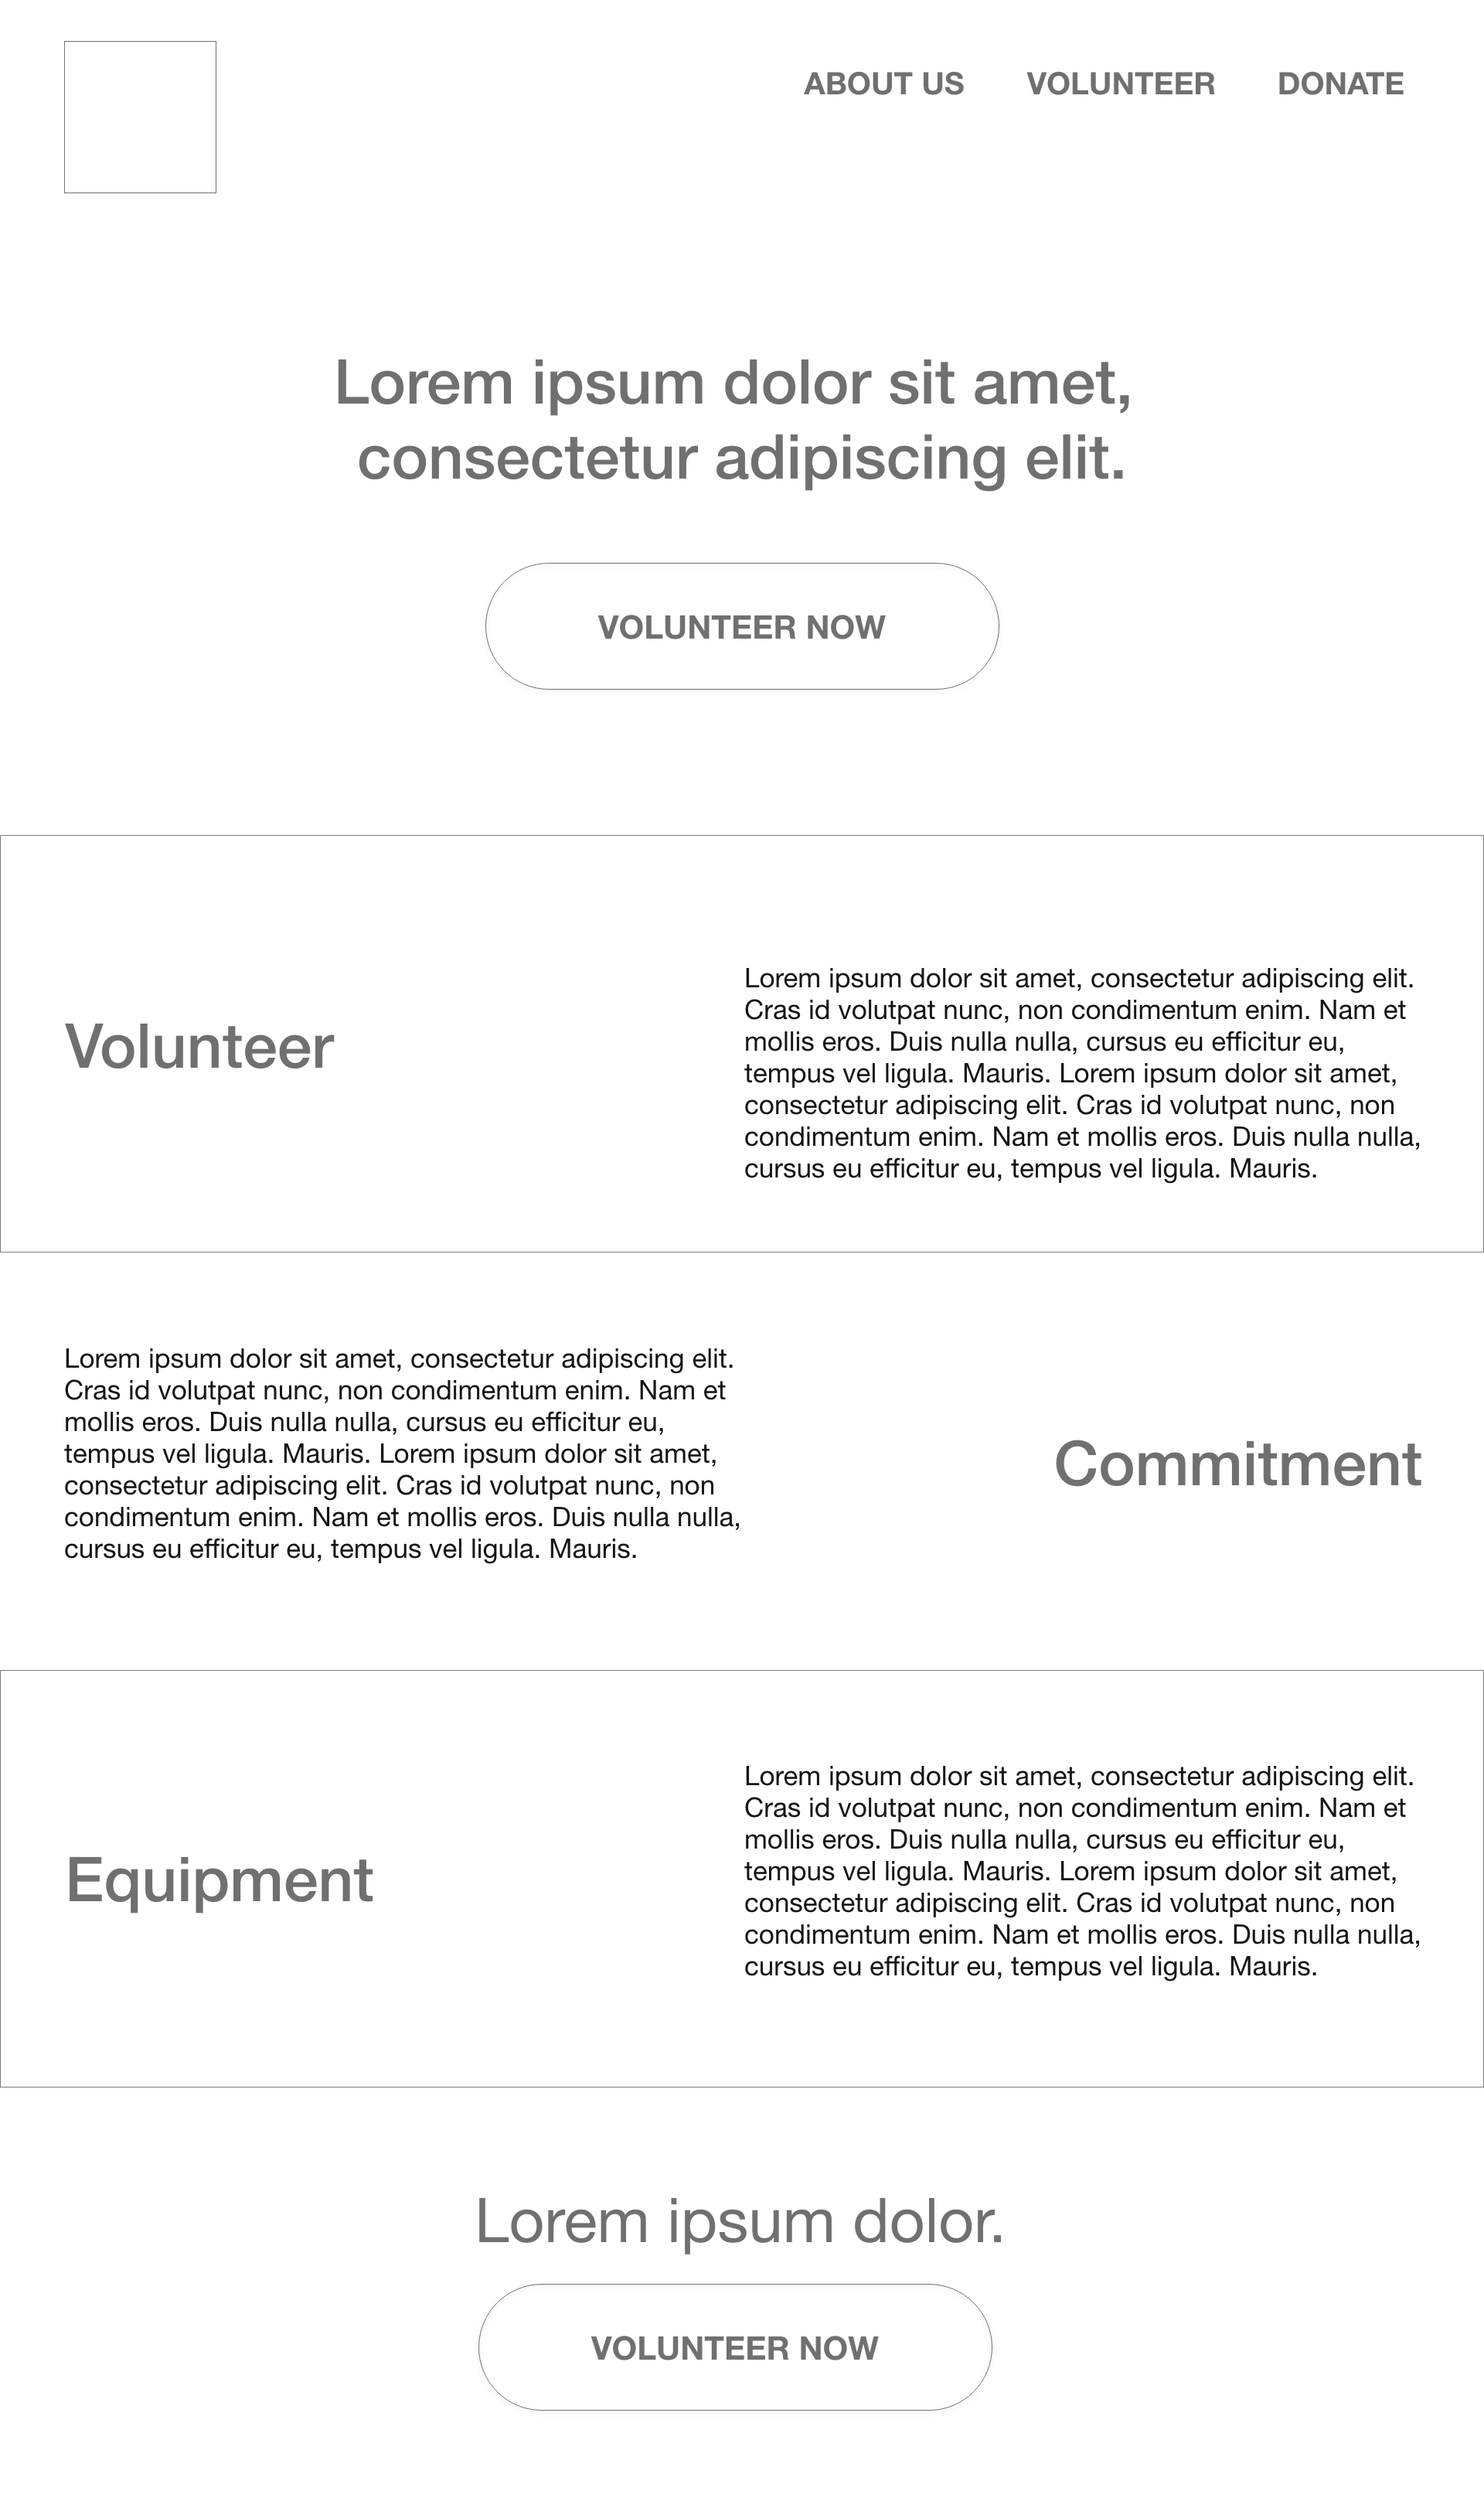 ABOUT US VOLUNTEER DONATE
Lorem ipsum dolor sit amet,
consectetur adipiscing elit.
VOLUNTEER NOW
Volunteer
Lorem ipsum dolor sit amet, consectetur adipiscing elit.
Cras id volutpat nunc, non condimentum enim. Nam et
mollis eros. Duis nulla nulla, cursus eu efficitur eu,
tempus vel ligula. Mauris. Lorem ipsum dolor sit amet,
consectetur adipiscing elit. Cras id volutpat nunc, non
condimentum enim. Nam et mollis eros. Duis nulla nulla,
cursus eu efficitur eu, tempus vel ligula. Mauris.
Lorem ipsum dolor sit amet, consectetur adipiscing elit.
Cras id volutpat nunc, non condimentum enim. Nam et
mollis eros. Duis nulla nulla, cursus eu efficitur eu,
tempus vel ligula. Mauris. Lorem ipsum dolor sit amet,
consectetur adipiscing elit. Cras id volutpat nunc, non
condimentum enim. Nam et mollis eros. Duis nulla nulla,
cursus eu efficitur eu, tempus vel ligula. Mauris.
Commitment
Equipment
Lorem ipsum dolor sit amet, consectetur adipiscing elit.
Cras id volutpat nunc, non condimentum enim. Nam et
mollis eros. Duis nulla nulla, cursus eu efficitur eu,
tempus vel ligula. Mauris. Lorem ipsum dolor sit amet,
consectetur adipiscing elit. Cras id volutpat nunc, non
condimentum enim. Nam et mollis eros. Duis nulla nulla,
cursus eu efficitur eu, tempus vel ligula. Mauris.
Lorem ipsum dolor.
VOLUNTEER NOW